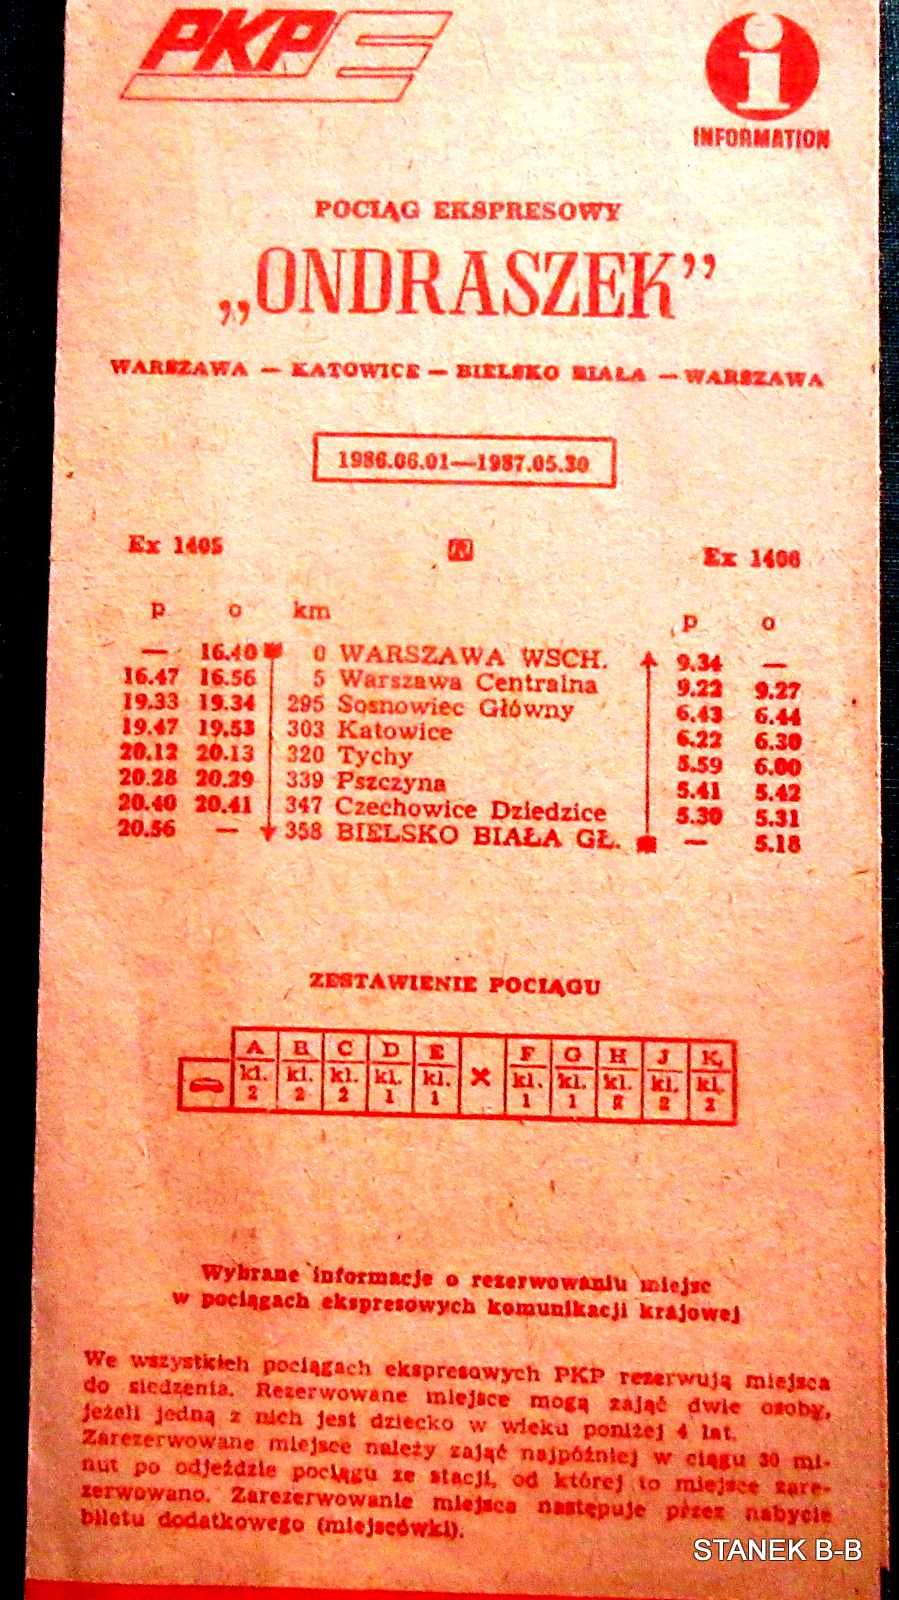 PKP E
i
INFORMATION
POCIĄG EKSPRESOWY
„ONDRASZEK”
WARSZAWA — KATOWICE — BIELSKO BIAŁA — WARSZAWA
1986.06.01—1987.05.30
Ex 1405 R Ex 1406
p o km p o
— 16.40 0 WARSZAWA WSCH. 9.34 —
16.47 16.56 5 Warszawa Centralna 9.22 9.27
19.33 19.34 295 Sosnowiec Główny 6.43 6.44
19.47 19.53 303 Katowice 6.22 6.30
20.12 20.13 320 Tychy 5.59 6.00
20.28 20.29 339 Pszczyna 5.41 5.42
20.40 20.41 347 Czechowice Dziedzice 5.30 5.31
20.56 — 358 BIELSKO BIAŁA GŁ. — 5.18
ZESTAWIENIE POCIĄGU
A B C D E F G H J K
kl. kl. kl. kl. kl. × kl. kl. kl. kl. kl.
2 2 2 1 1 1 1 2 2 2
Wybrane informacje o rezerwowaniu miejsc
w pociągach ekspresowych komunikacji krajowej
We wszystkich pociągach ekspresowych PKP rezerwują miejsca
do siedzenia. Rezerwowane miejsce mogą zająć dwie osoby,
jeżeli jedną z nich jest dziecko w wieku poniżej 4 lat.
Zarezerwowane miejsce należy zająć najpóźniej w ciągu 30 mi-
nut po odjeździe pociągu ze stacji, od której to miejsce zare-
zerwowano. Zarezerwowanie miejsca następuje przez nabycie
biletu dodatkowego (miejscówki).
STANEK B-B